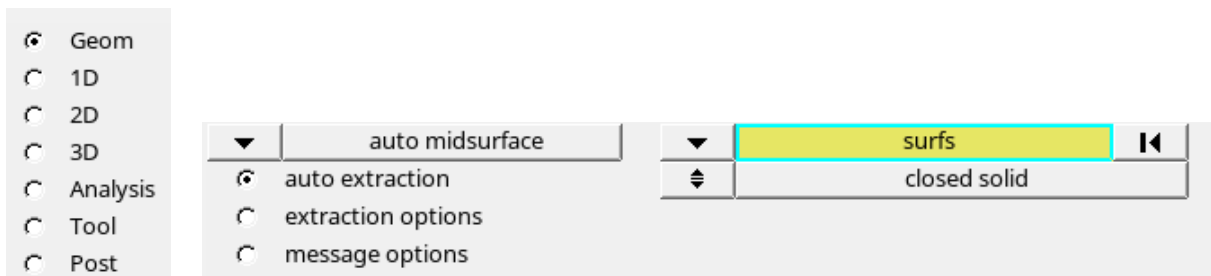 Geom
1D
2D
3D
Analysis
Tool
Post
auto midsurface
auto extraction
extraction options
message options
surfs
closed solid